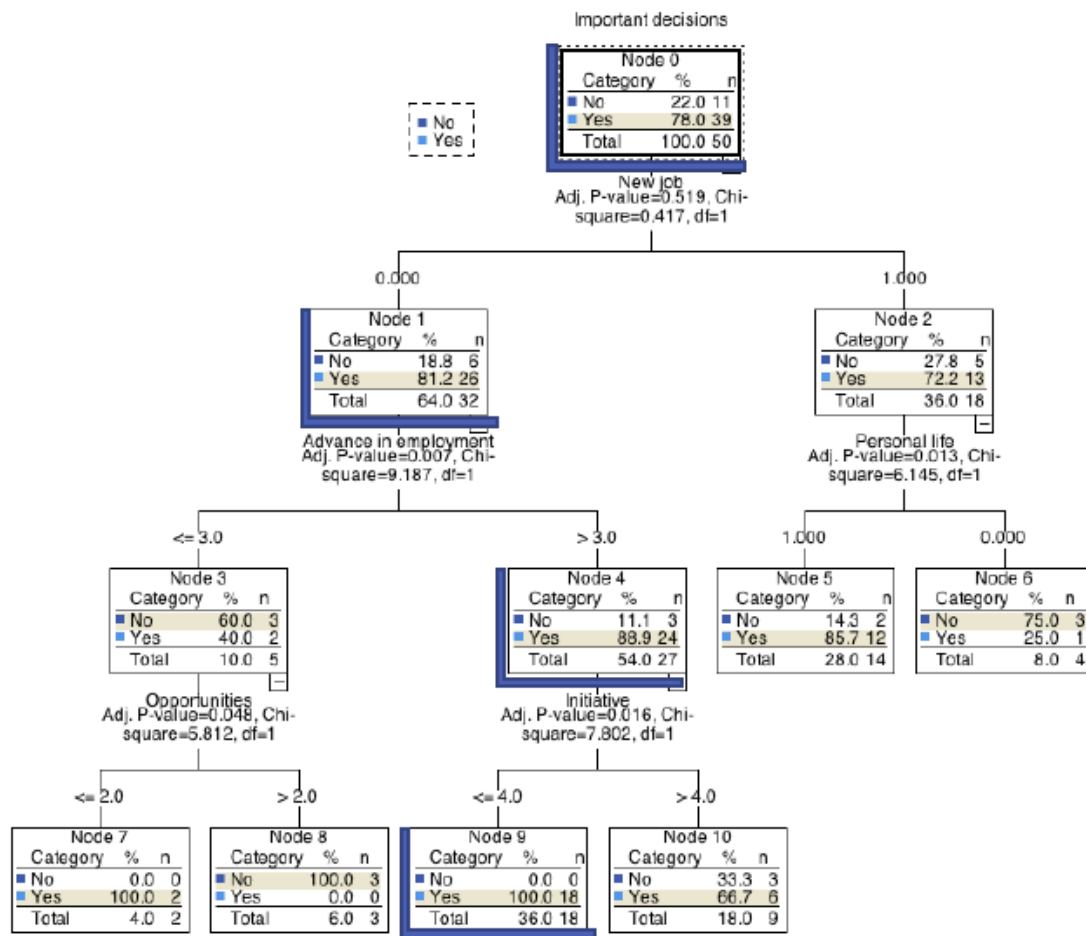 Important decisions
Node 0
Category % n
No 22.0 11
Yes 78.0 39
Total 100.0 50
No
Yes
New job
Adj. P-value=0.519, Chi-
square=0.417, df=1
0.000
1.000
Node 1
Category % n
No 18.8 6
Yes 81.2 26
Total 64.0 32
Node 2
Category % n
No 27.8 5
Yes 72.2 13
Total 36.0 18
Advance in employment
Adj. P-value=0.007, Chi-
square=9.187, df=1
Personal life
Adj. P-value=0.013, Chi-
square=6.145, df=1
<= 3.0
> 3.0
1.000
0.000
Node 3
Category % n
No 60.0 3
Yes 40.0 2
Total 10.0 5
Node 4
Category % n
No 11.1 3
Yes 88.9 24
Total 54.0 27
Node 5
Category % n
No 14.3 2
Yes 85.7 12
Total 28.0 14
Node 6
Category % n
No 75.0 3
Yes 25.0 1
Total 8.0 4
Opportunities
Adj. P-value=0.048, Chi-
square=5.812, df=1
Initiative
Adj. P-value=0.016, Chi-
square=7.802, df=1
<= 2.0
> 2.0
<= 4.0
> 4.0
Node 7
Category % n
No 0.0 0
Yes 100.0 2
Total 4.0 2
Node 8
Category % n
No 100.0 3
Yes 0.0 0
Total 6.0 3
Node 9
Category % n
No 0.0 0
Yes 100.0 18
Total 36.0 18
Node 10
Category % n
No 33.3 3
Yes 66.7 6
Total 18.0 9